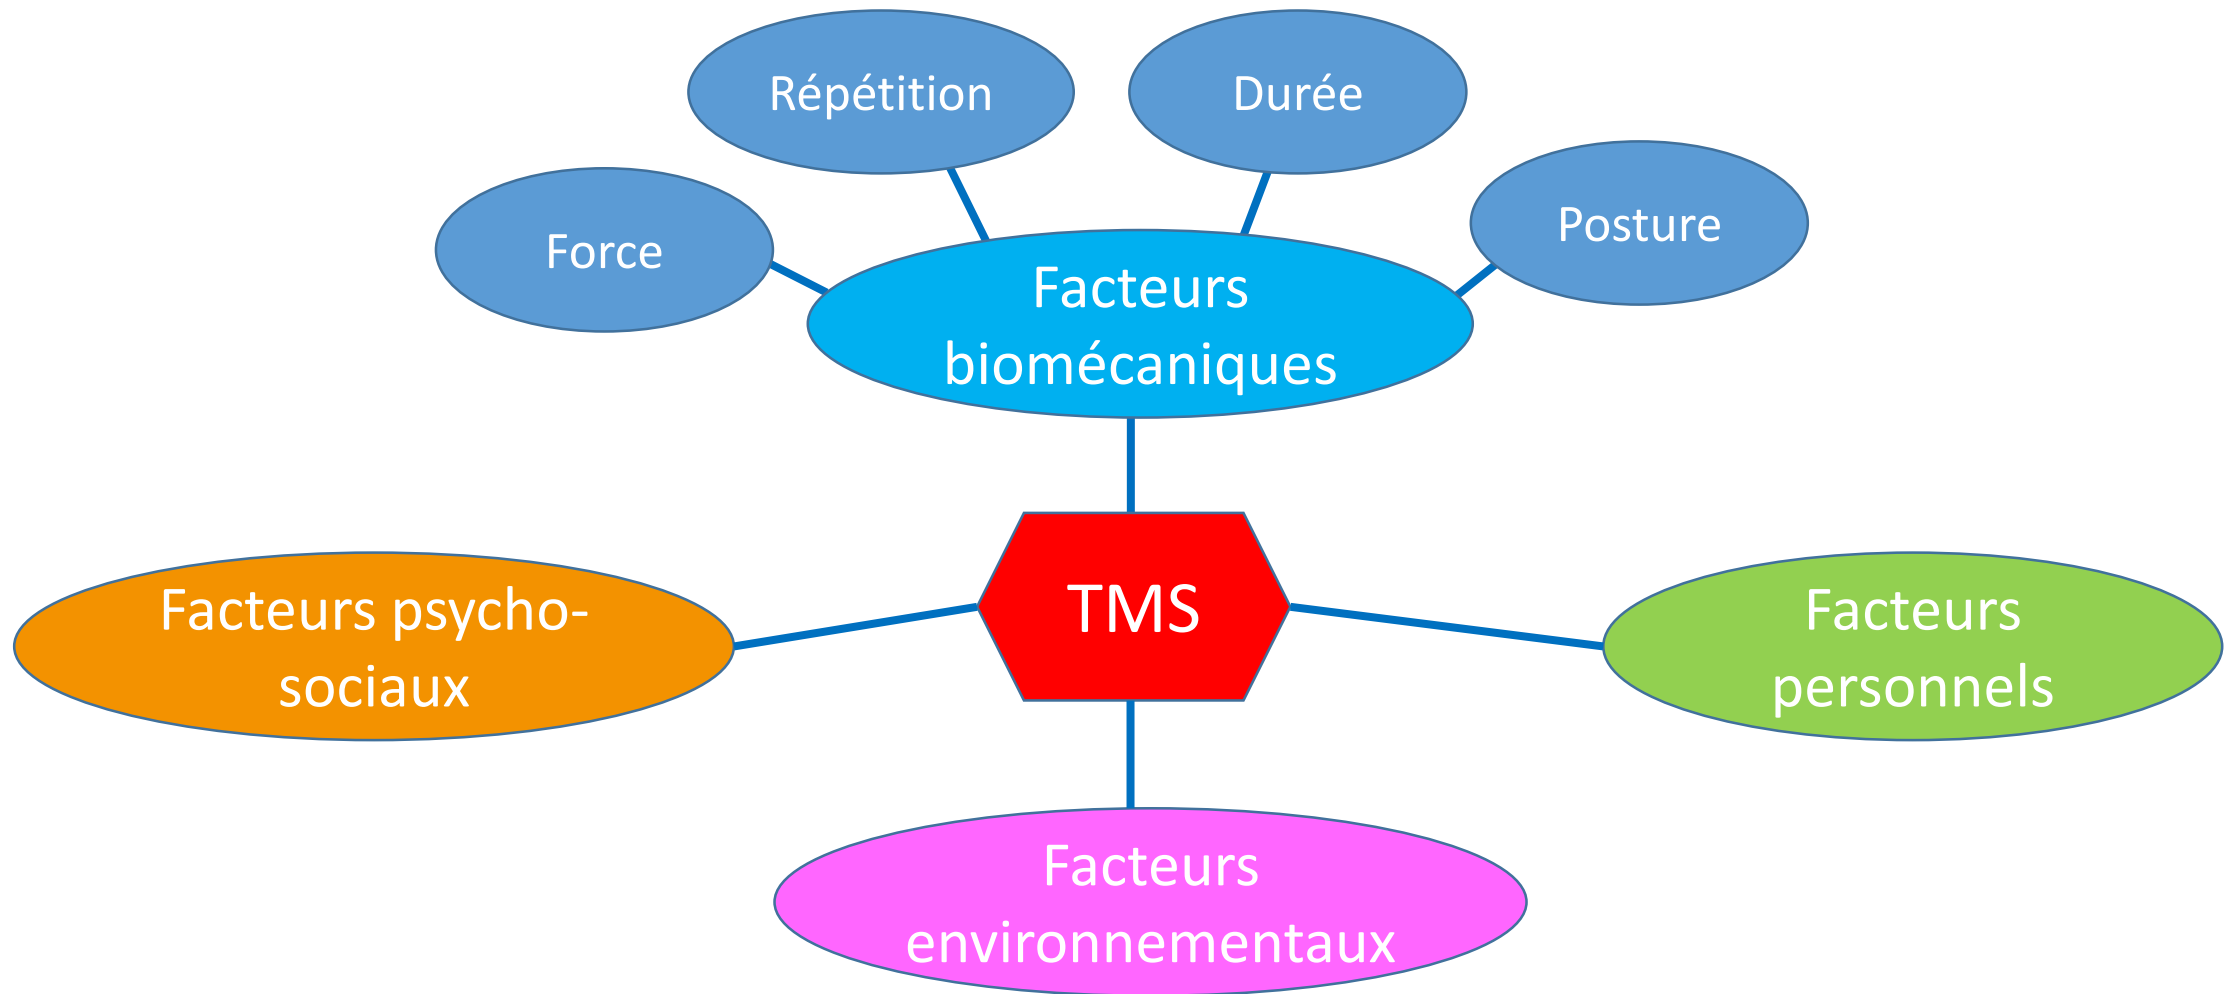 Répétition
Durée
Posture
Force
Facteurs
biomécaniques
TMS
Facteurs psycho-
sociaux
Facteurs
personnels
Facteurs
environnementaux